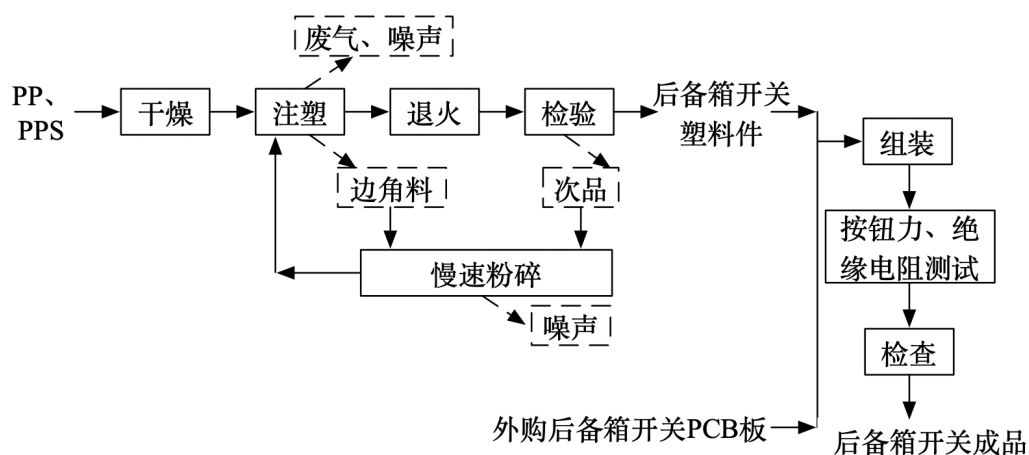 废气、噪声
PP、
PPS
干燥
注塑
退火
检验
后备箱开关
塑料件
组装
边角料
次品
按钮力、绝
缘电阻测试
慢速粉碎
噪声
检查
外购后备箱开关PCB板
后备箱开关成品